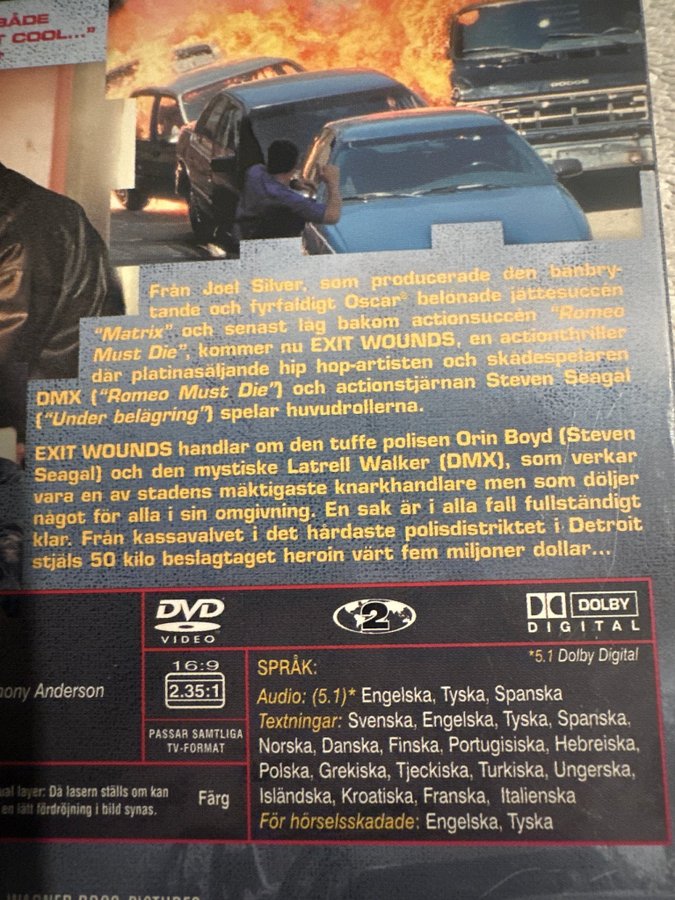 BÅDE
T COOL..."
DODGE
Från Joel Silver, som producerade den banbry-
tande och fyrfaldigt Oscar® belönade jättesuccén
"Matrix" och senast låg bakom actionsuccén "Romeo
Must Die", kommer nu EXIT WOUNDS, en actionthriller
där platinasäljande hip hop-artisten och skådespelaren
DMX ("Romeo Must Die") och actionstjärnan Steven Seagal
("Under belägring") spelar huvudrollerna.
EXIT WOUNDS handlar om den tuffe polisen Orin Boyd (Steven
Seagal) och den mystiske Latrell Walker (DMX), som verkar
vara en av stadens mäktigaste knarkhandlare men som döljer
något för alla i sin omgivning. En sak är i alla fall fullständigt
klar. Från kassavalvet i det hårdaste polisdistriktet i Detroit
stjäls 50 kilo beslagtaget heroin värt fem miljoner dollar...
DVD
VIDEO
2
DOLBY
DIGITAL
*5.1 Dolby Digital
hony Anderson
16:9
2.35:1
PASSAR SAMTLIGA
TV-FORMAT
SPRÅK:
Audio: (5.1)* Engelska, Tyska, Spanska
Textningar: Svenska, Engelska, Tyska, Spanska,
Norska, Danska, Finska, Portugisiska, Hebreiska,
Polska, Grekiska, Tjeckiska, Turkiska, Ungerska,
Isländska, Kroatiska, Franska, Italienska
För hörselsskadade: Engelska, Tyska
ual layer: Då lasern ställs om kan
en lätt fördröjning i bild synas.
Färg
WARNER BROS. PICTURES